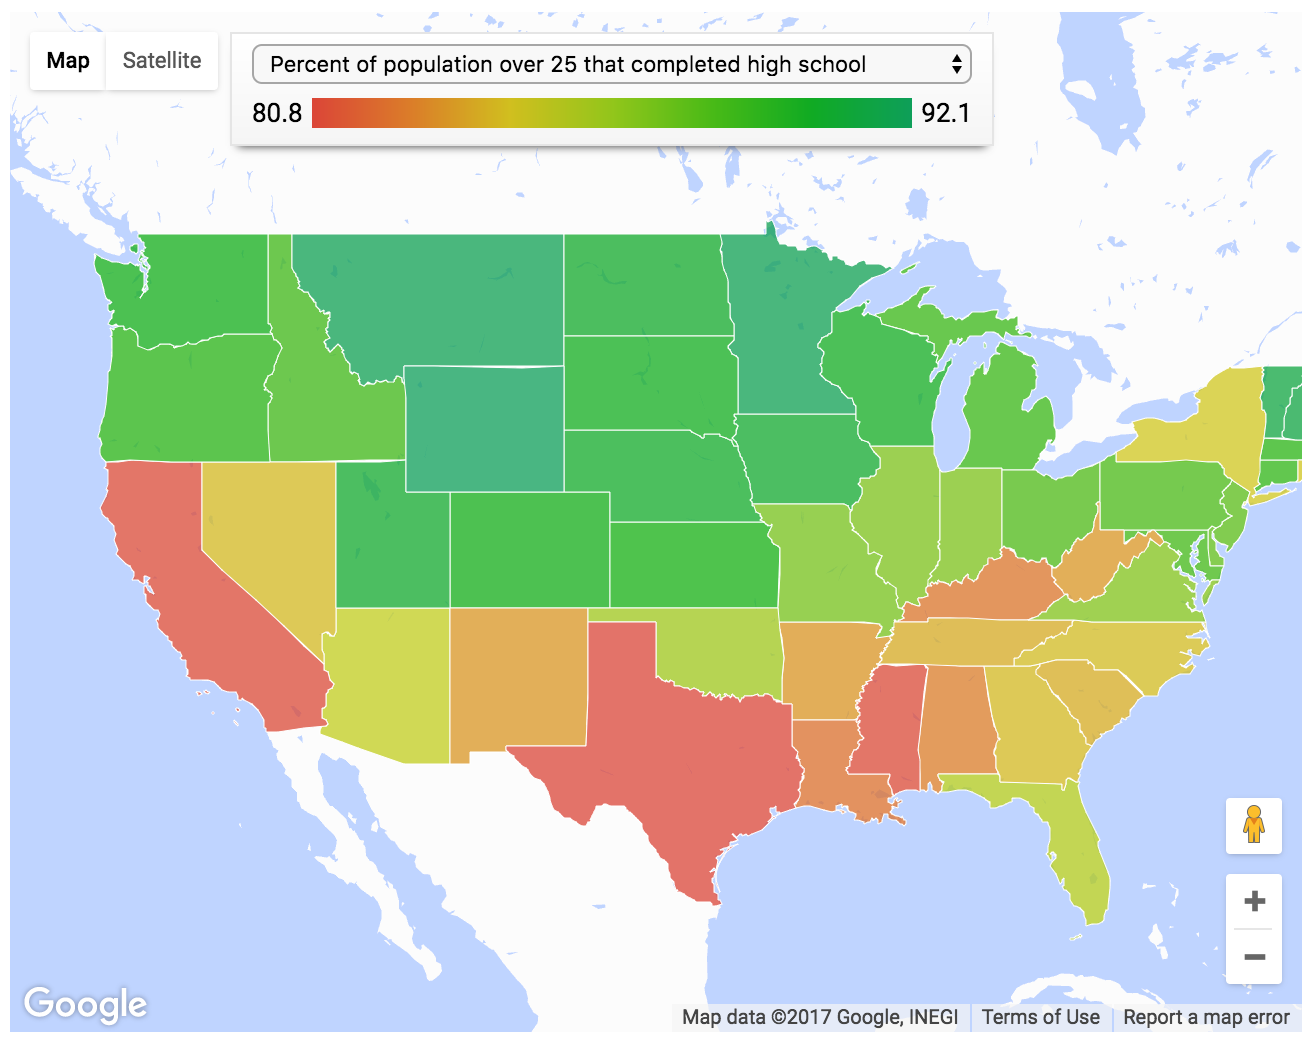 Map Satellite
Percent of population over 25 that completed high school
80.8 92.1
Google
Map data ©2017 Google, INEGI Terms of Use Report a map error